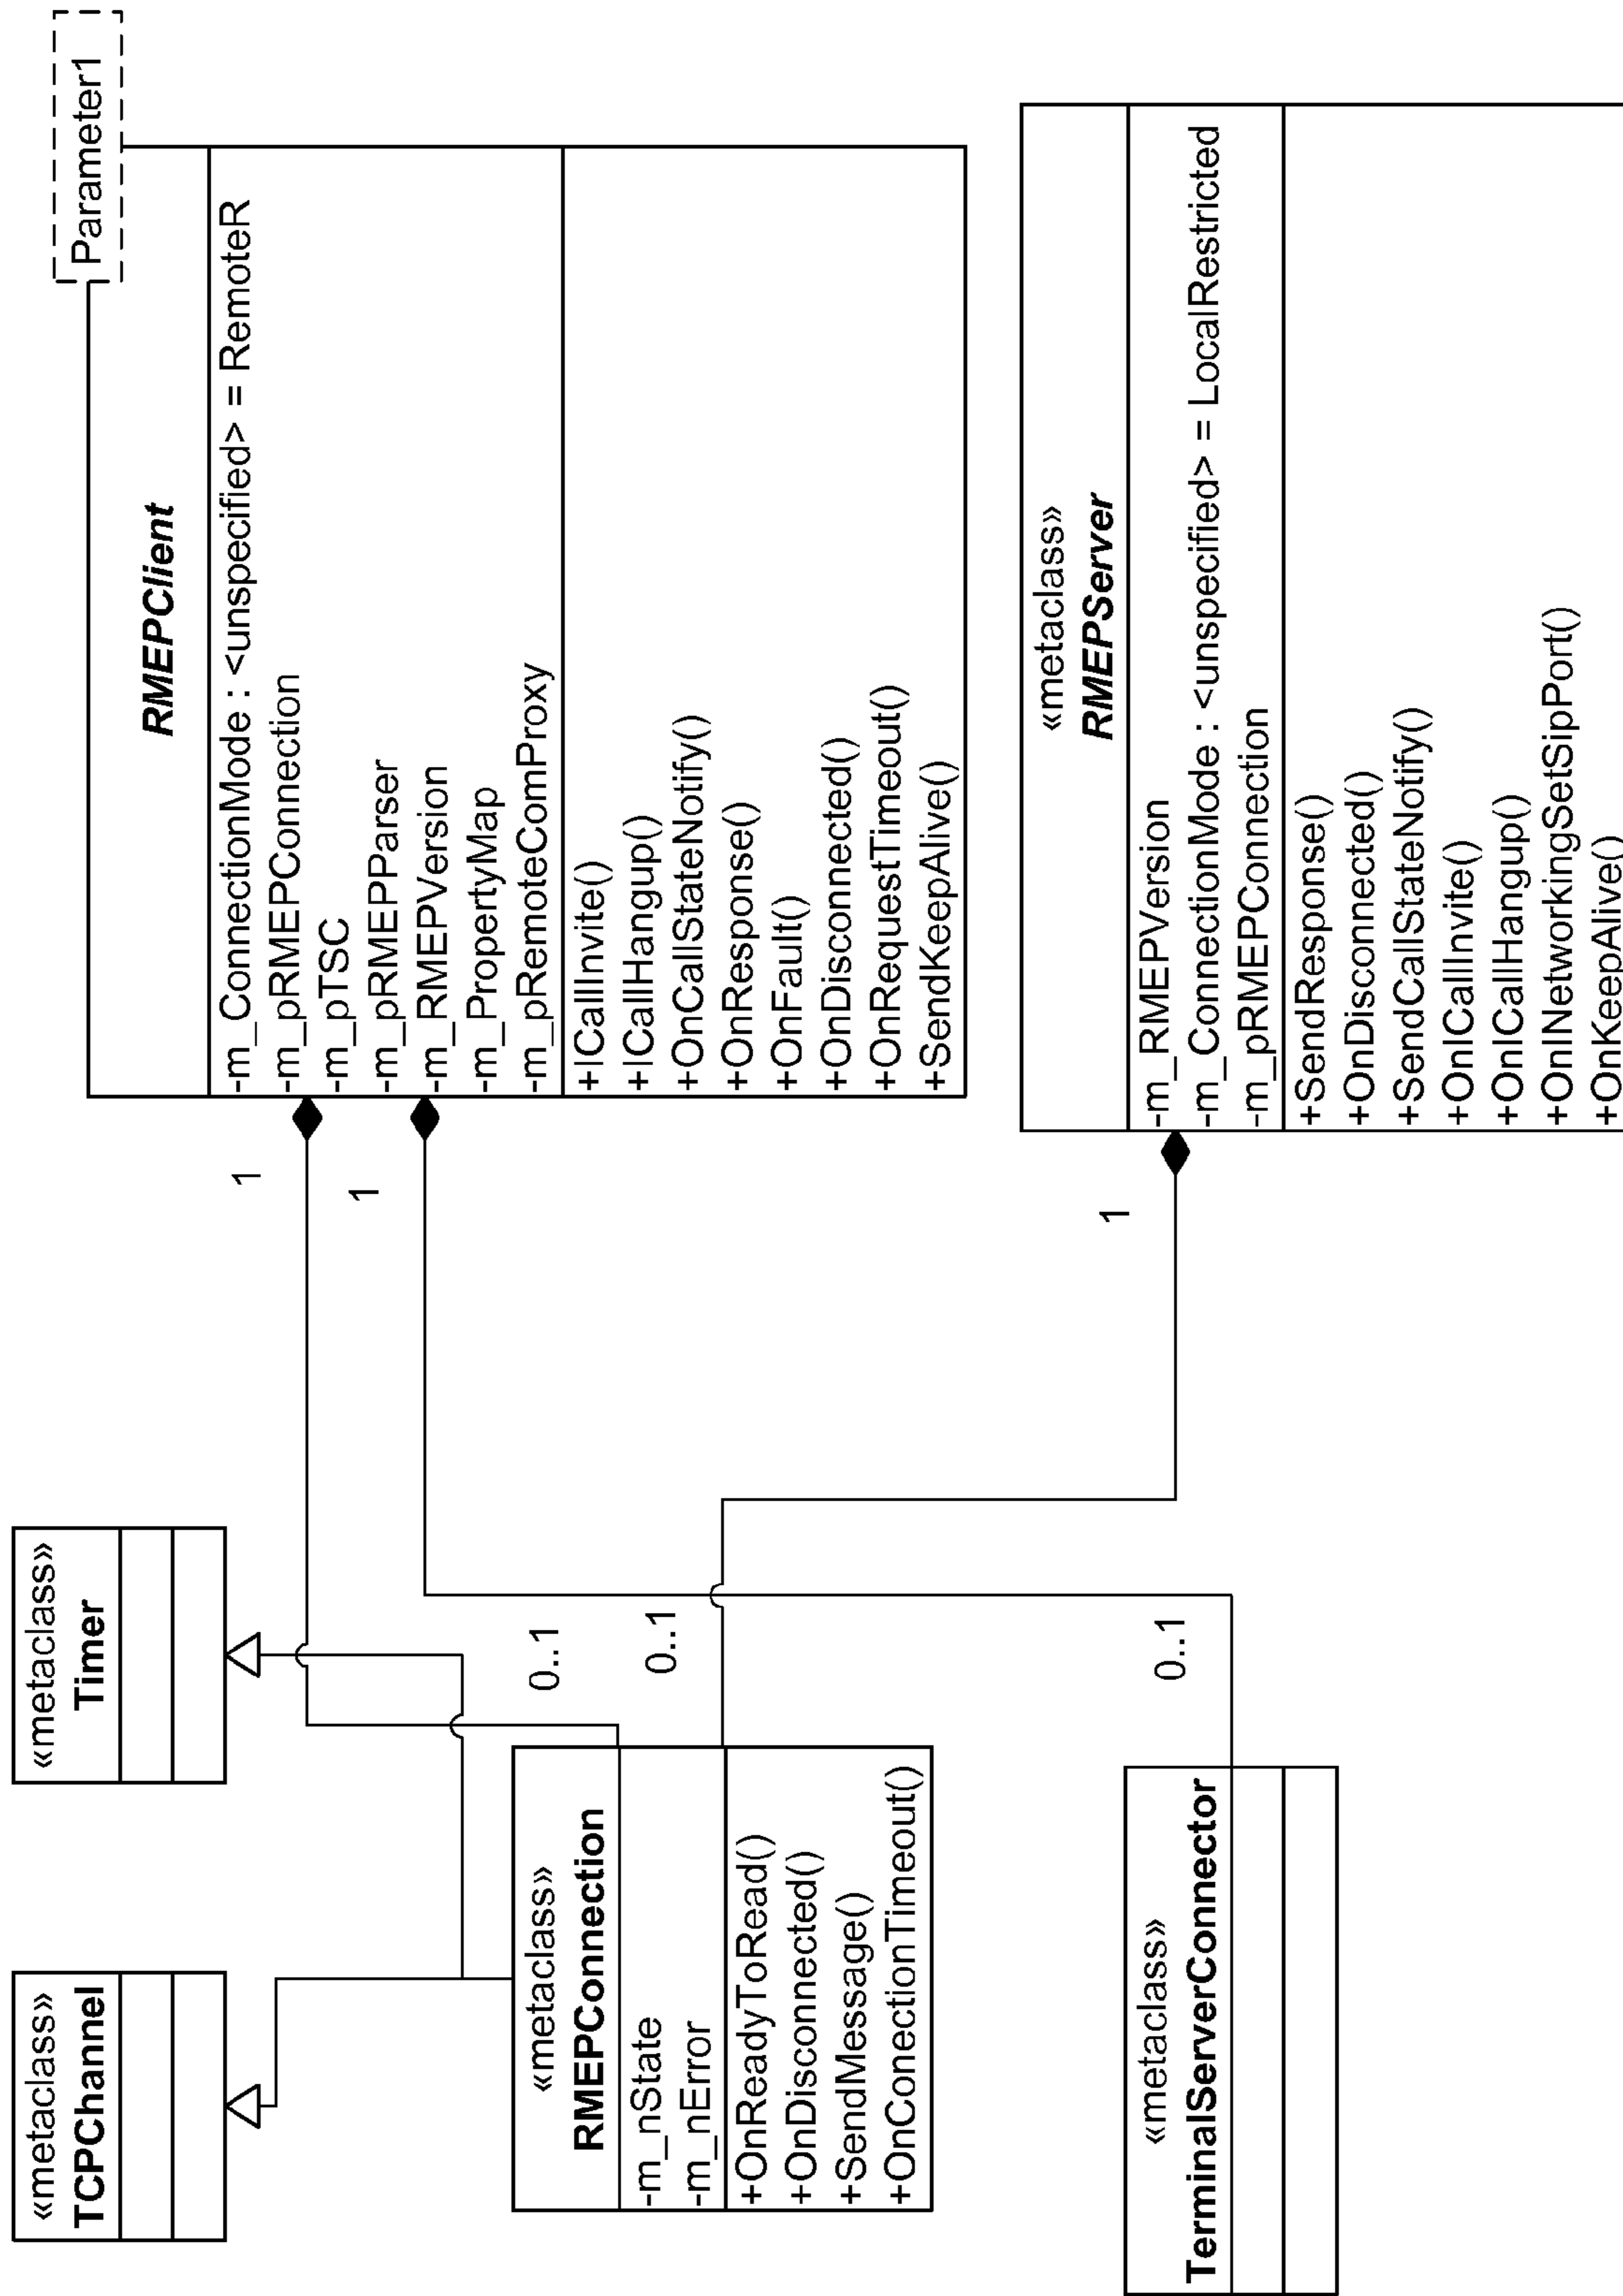 «metaclass»
TCPChannel
«metaclass»
Timer
Parameter1
RMEPClient
-m_ConnectionMode : <unspecified> = RemoteR
-m_pRMEPConnection
-m_pTSC
-m_pRMEPParser
-m_RMEPVersion
-m_PropertyMap
-m_pRemoteComProxy
+ICallInvite()
+ICallHangup()
+OnCallStateNotify()
+OnResponse()
+OnFault()
+OnDisconnected()
+OnRequestTimeout()
+SendKeepAlive()
1
1
0..1
0..1
«metaclass»
RMEPConnection
-m_nState
-m_nError
+OnReadyToRead()
+OnDisconnected()
+SendMessage()
+OnConectionTimeout()
«metaclass»
RMEPServer
-m_RMEPVersion
-m_ConnectionMode : <unspecified> = LocalRestricted
-m_pRMEPConnection
+SendResponse()
+OnDisconnected()
+SendCallStateNotify()
+OnICallInvite()
+OnICallHangup()
+OnINetworkingSetSipPort()
+OnKeepAlive()
1
0..1
«metaclass»
TerminalServerConnector